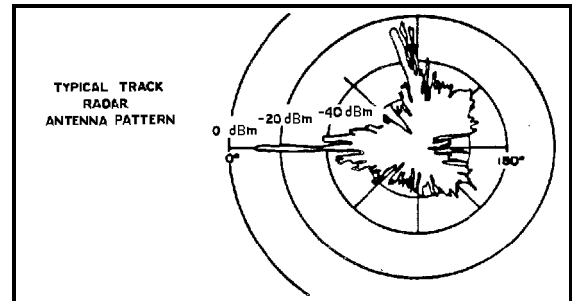 TYPICAL TRACK
RADAR
ANTENNA PATTERN
0 dBm
-20 dBm
-40 dBm
0°
180°